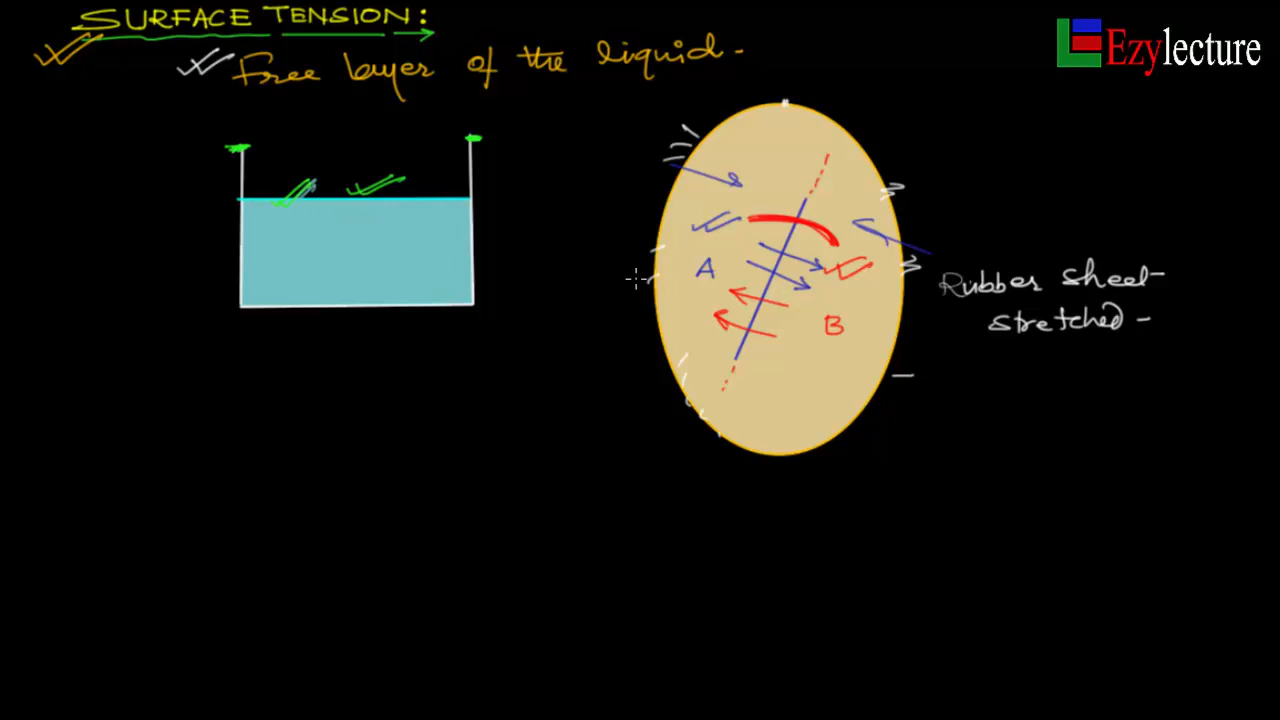 SURFACE TENSION:
Free layer of the liquid-
Ezylecture
A
B
Rubber sheet-
stretched-